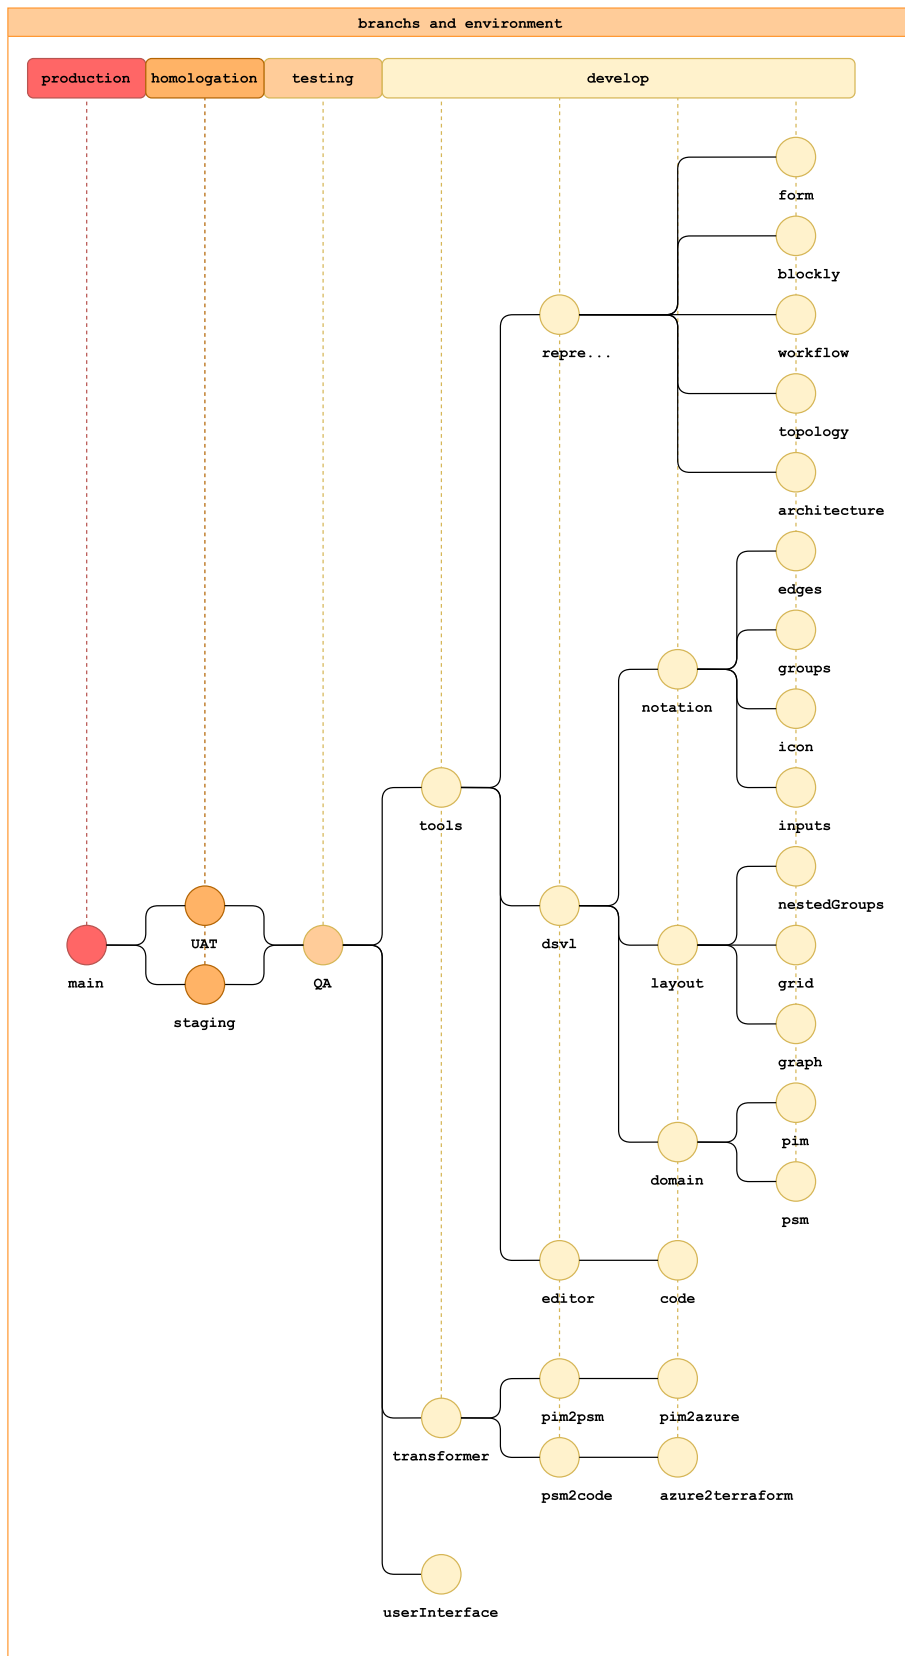 branchs and environment
production
homologation
testing
develop
form
blockly
repre...
workflow
topology
architecture
edges
groups
notation
icon
tools
inputs
nestedGroups
UAT
dsvl
main
QA
layout
grid
staging
graph
pim
domain
psm
editor
code
pim2psm
pim2azure
transformer
psm2code
azure2terraform
userInterface